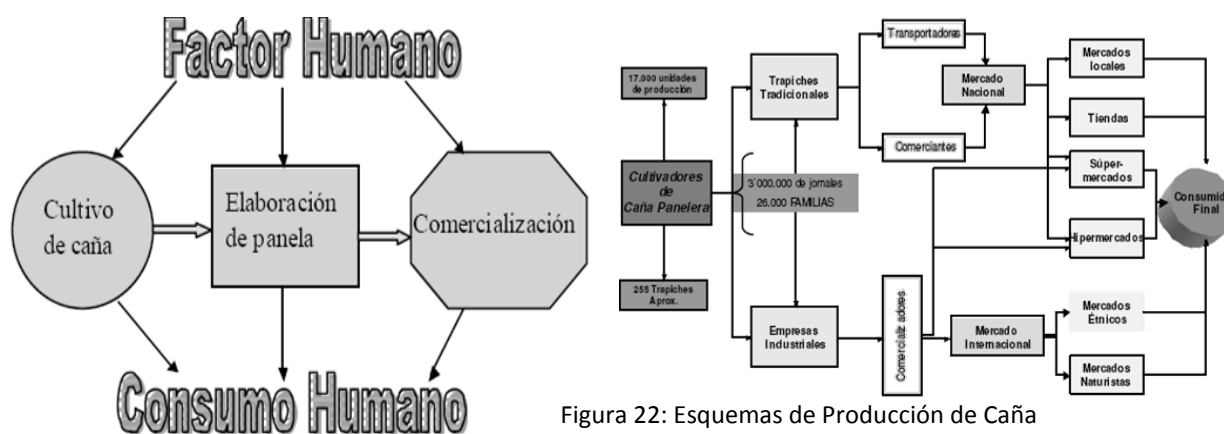 Factor Humano
Cultivo
de caña
Elaboración
de panela
Comercialización
Consumo Humano
17.000 unidades
de producción
Cultivadores
de
Caña Panelera
255 Trapiches
Aprox.
3'000.000 de jornales
26.000 FAMILIAS
Trapiches
Tradicionales
Empresas
Industriales
Transportadores
Comerciantes
Mercado
Nacional
Comercializadores
Mercado
Internacional
Mercados
locales
Tiendas
Súper-
mercados
Hipermercados
Mercados
Étnicos
Mercados
Naturistas
Consumid
Final
Figura 22: Esquemas de Producción de Caña